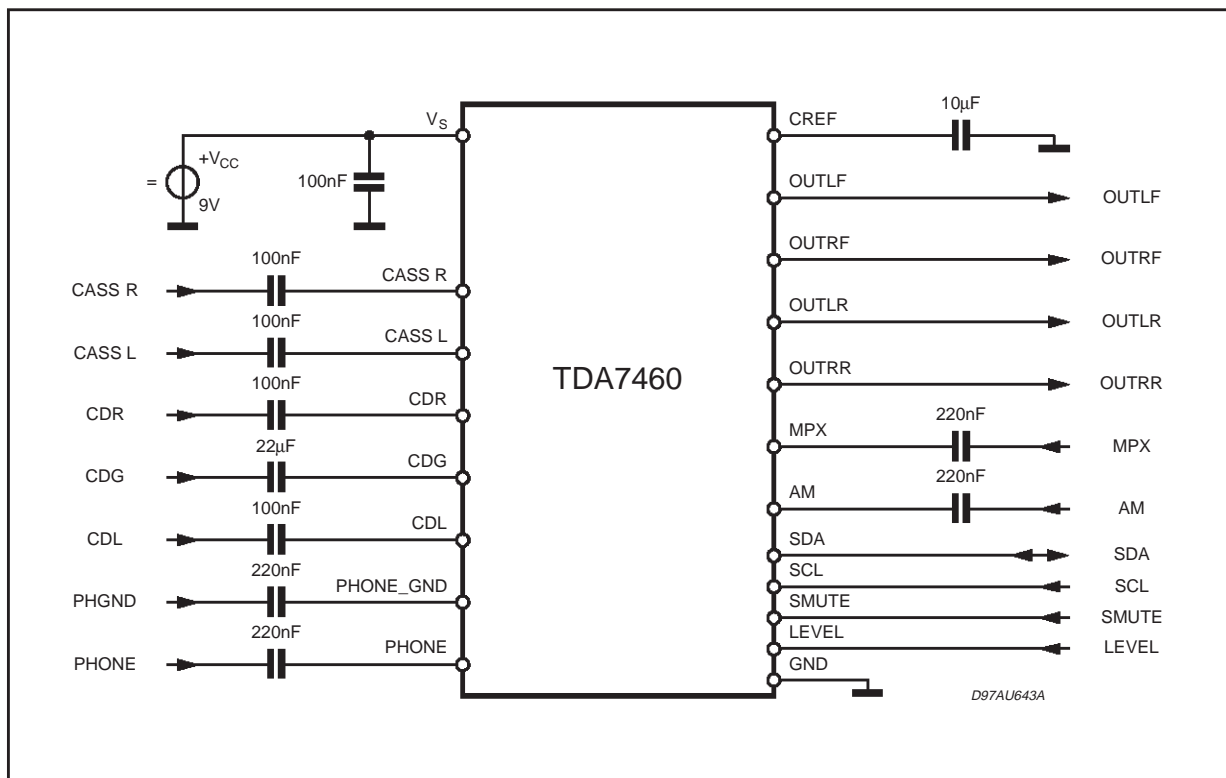 V_S
+V_CC
=
9V
100nF
100nF
CASS R
CASS R
100nF
CASS L
CASS L
100nF
CDR
CDR
22µF
CDG
CDG
100nF
CDL
CDL
220nF
PHGND
PHONE_GND
220nF
PHONE
PHONE
TDA7460
CREF
10µF
OUTLF
OUTLF
OUTRF
OUTRF
OUTLR
OUTLR
OUTRR
OUTRR
MPX
220nF
MPX
AM
220nF
AM
SDA
SDA
SCL
SCL
SMUTE
SMUTE
LEVEL
LEVEL
GND
D97AU643A